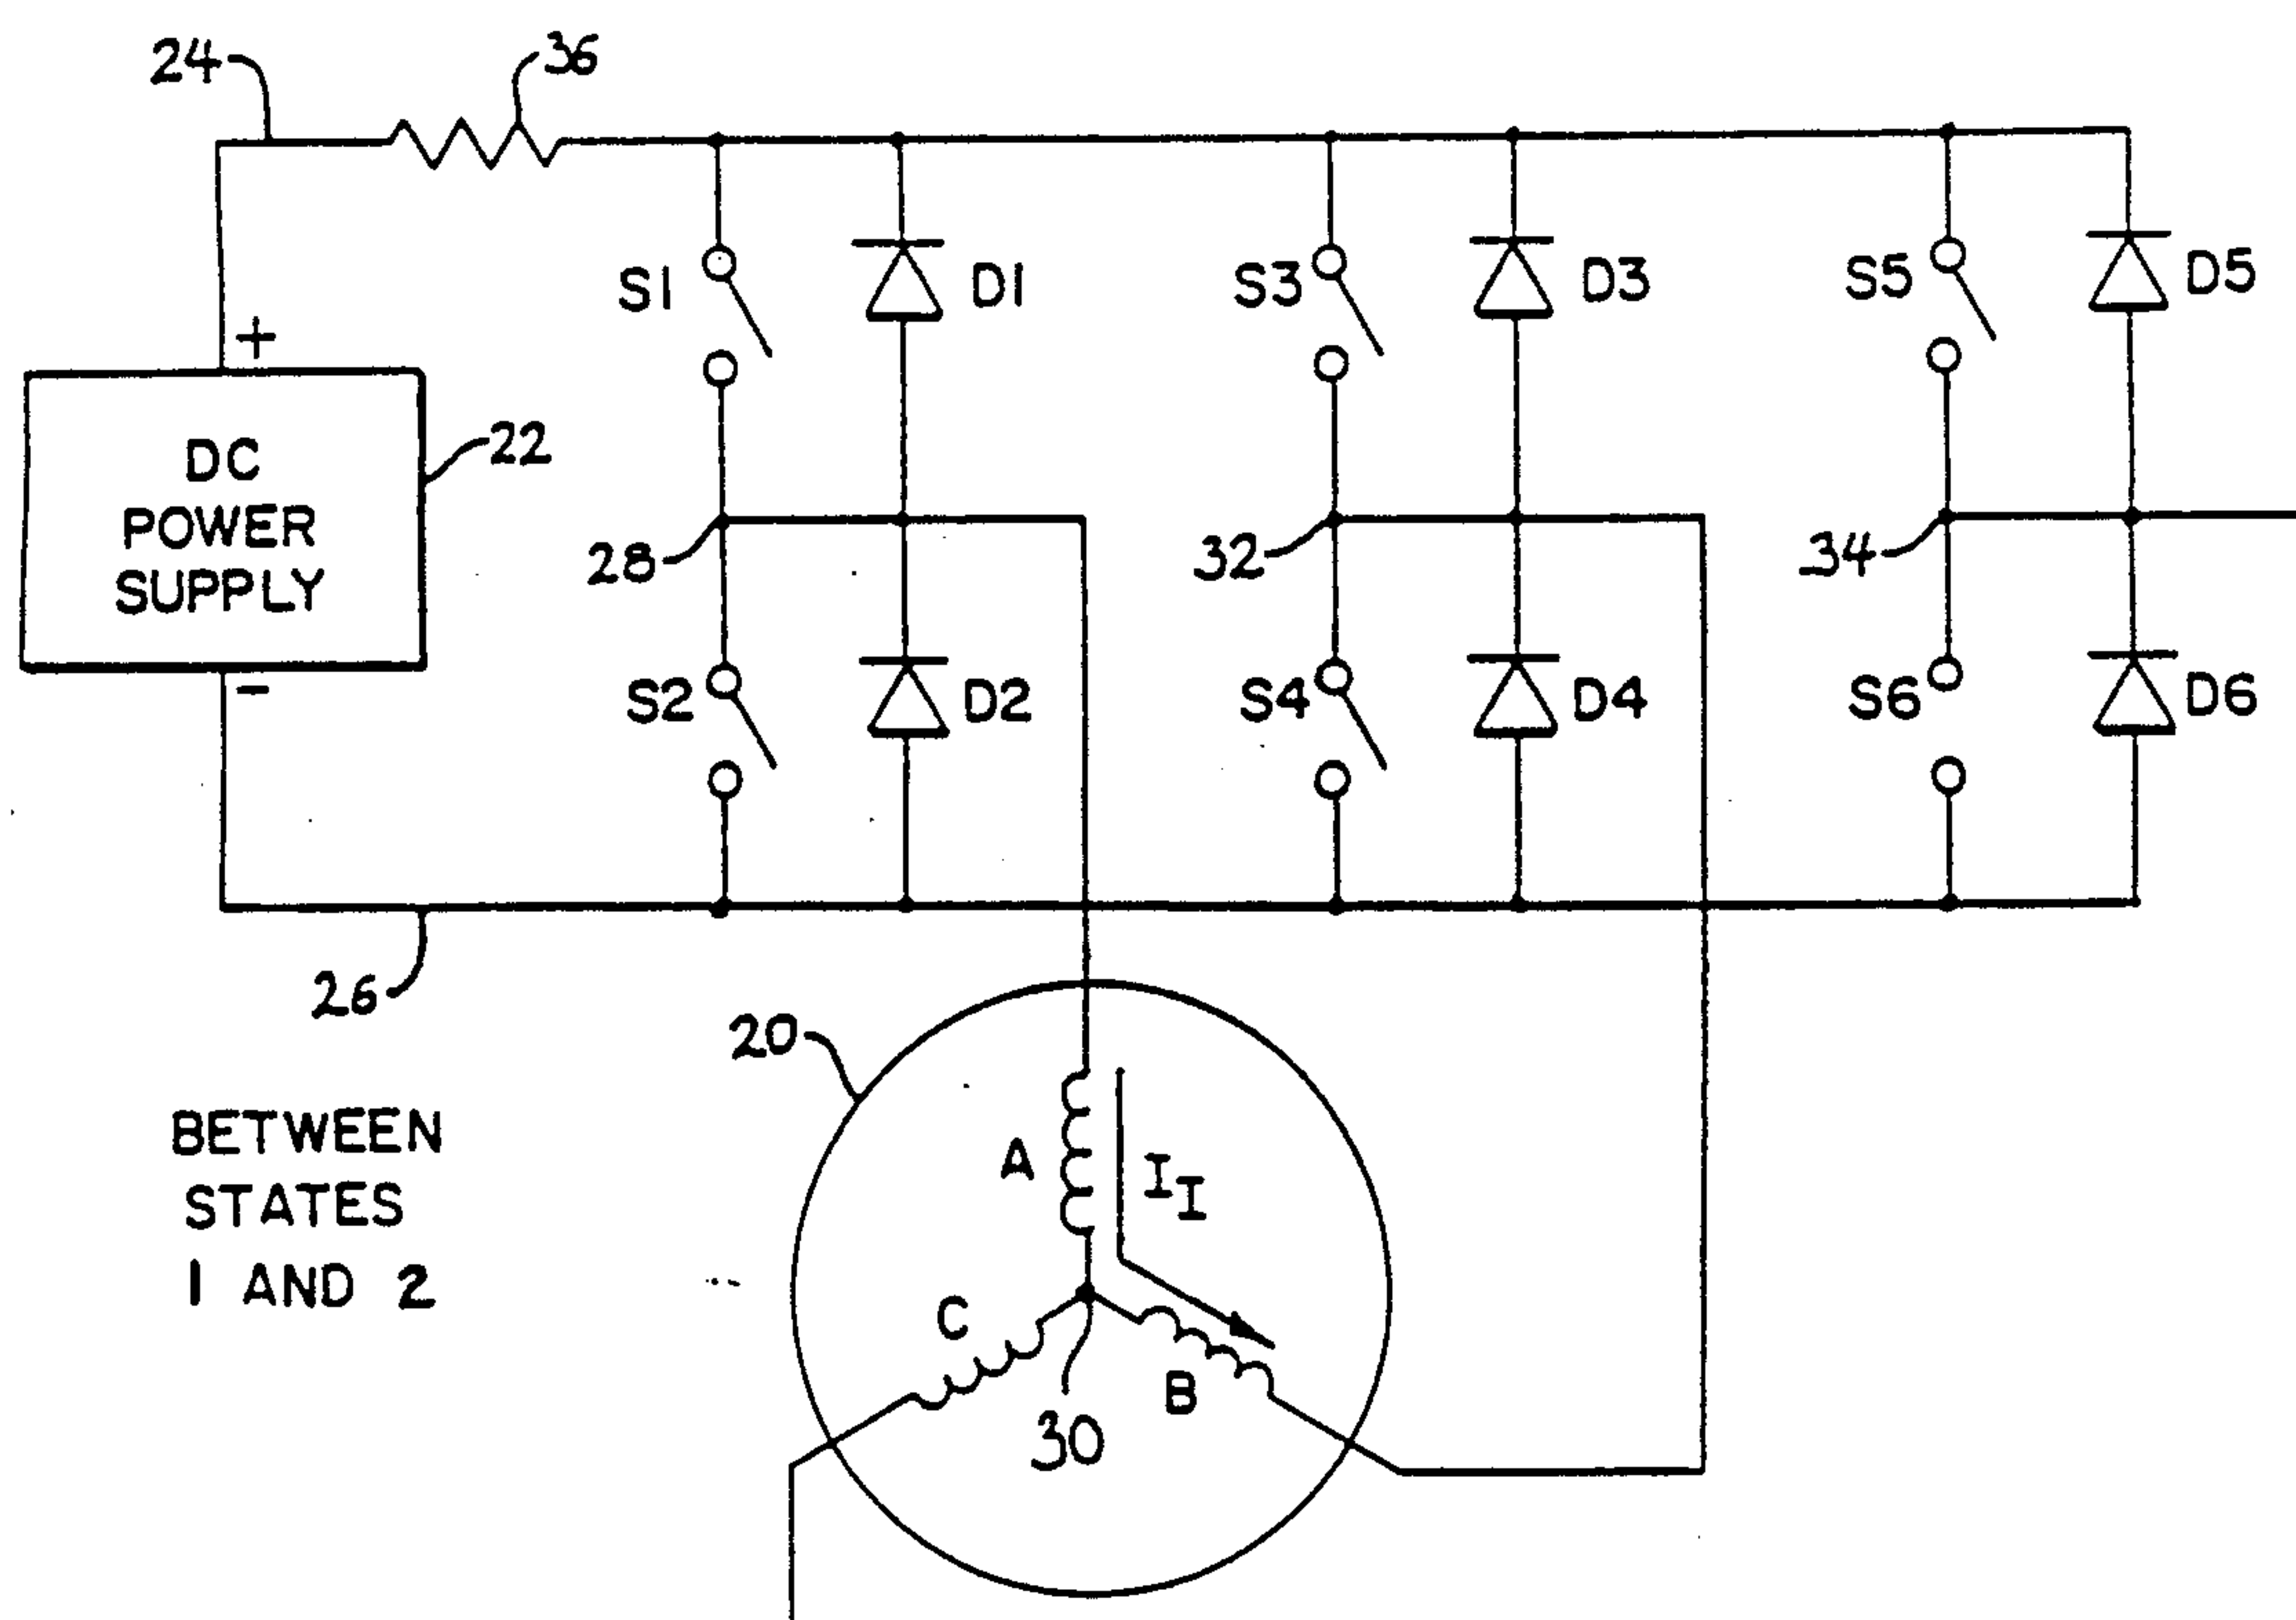 24
36
S1
D1
S3
D3
S5
D5
+
DC
POWER
SUPPLY
22
28
32
34
-
S2
D2
S4
D4
S6
D6
26
20
BETWEEN
STATES
1 AND 2
A
I I
C
B
30